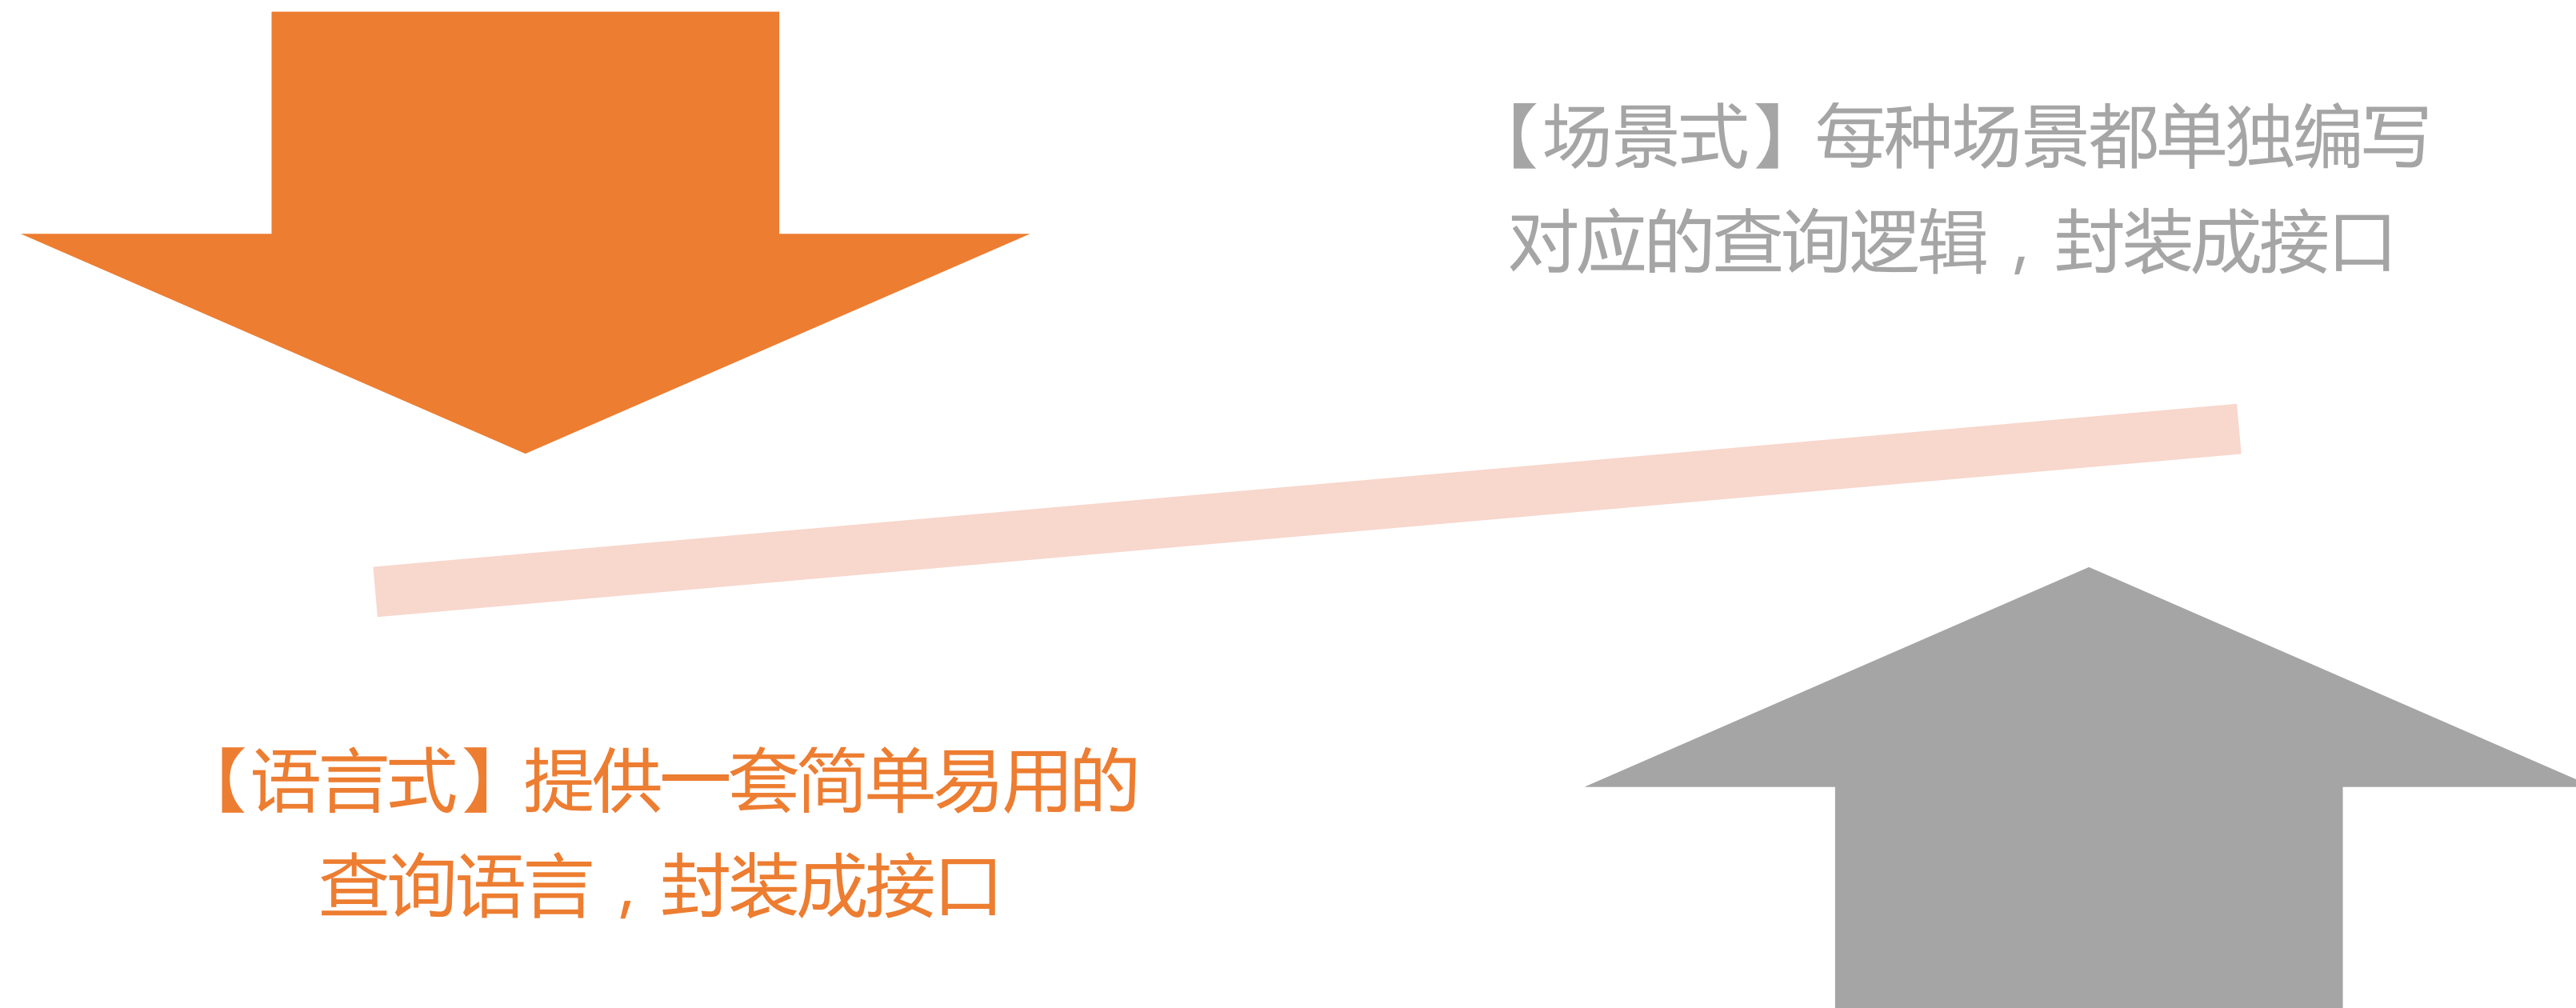 【场景式】每种场景都单独编写
对应的查询逻辑，封装成接口
【语言式】提供一套简单易用的
查询语言，封装成接口